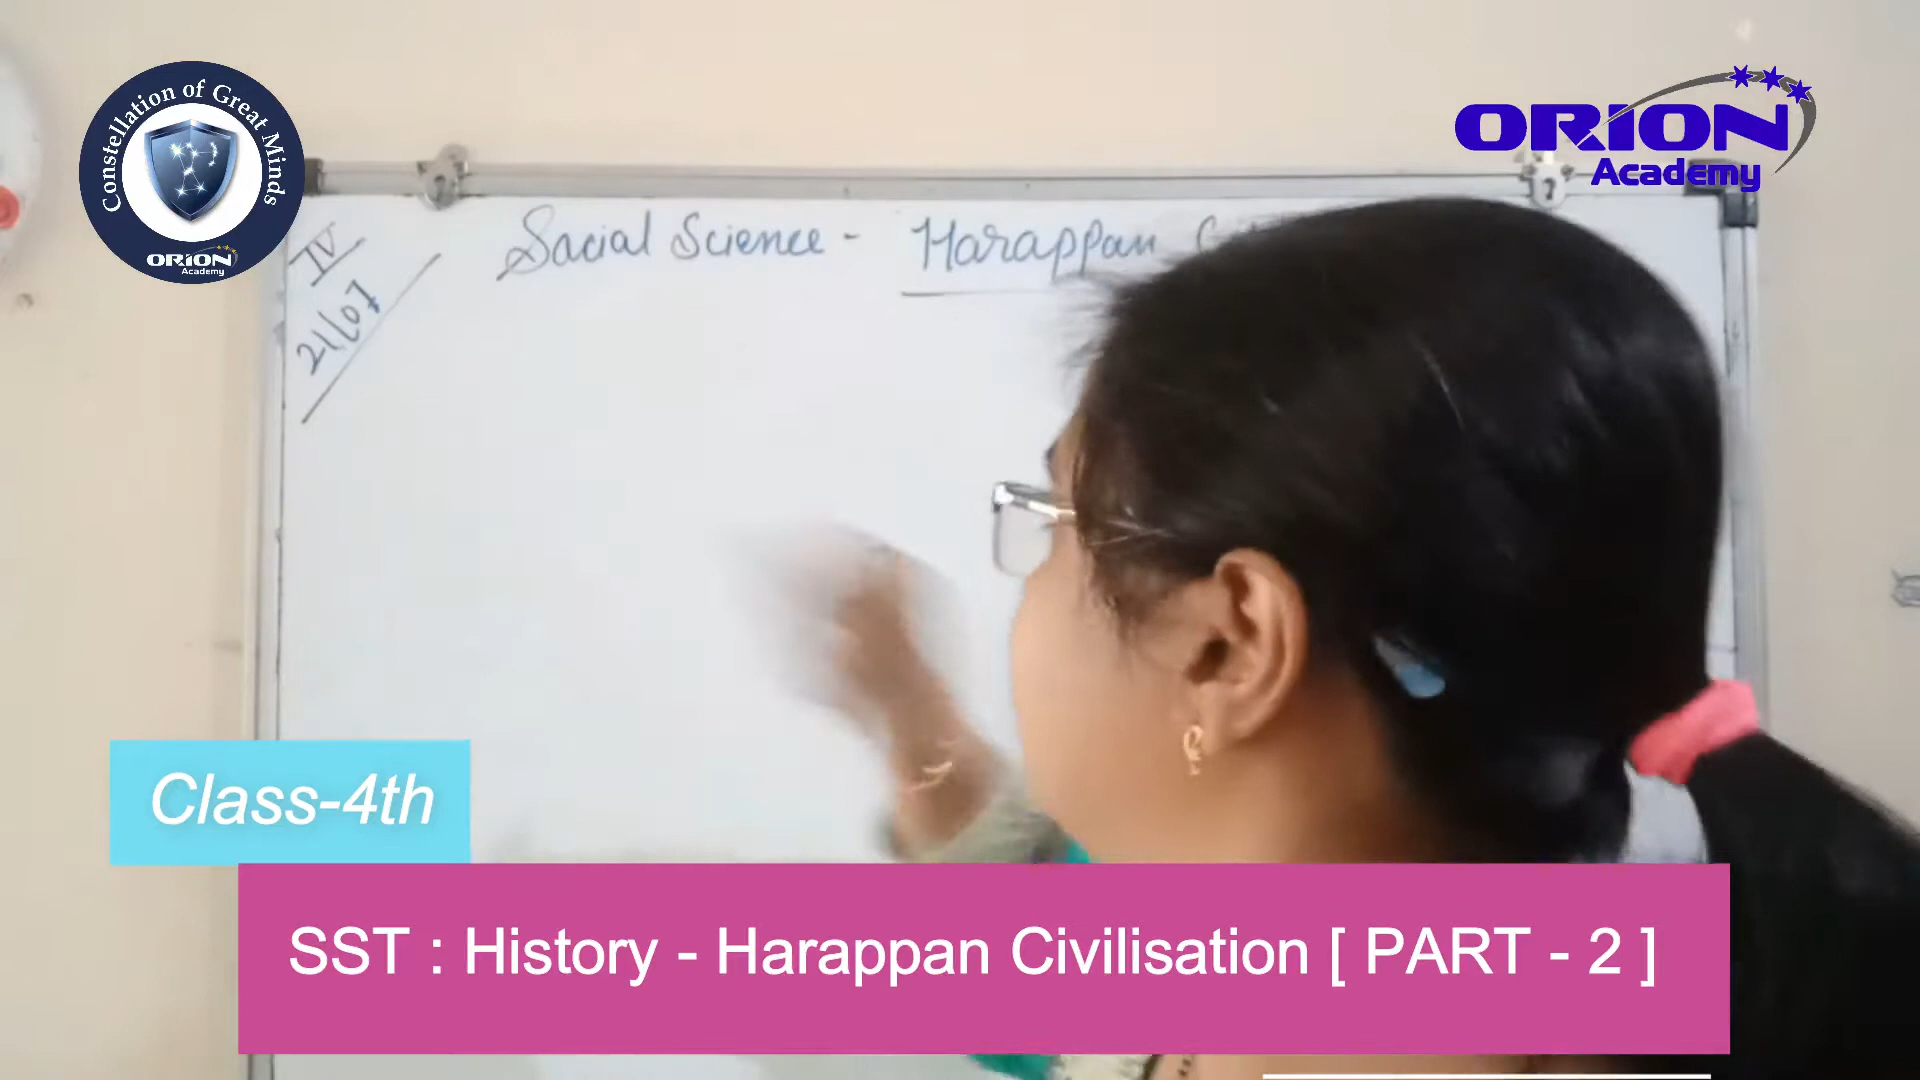 Constellation of Great Minds
ORION
Academy
ORION
Academy
IV
21/07
Social Science - Harappan
Class-4th
SST : History - Harappan Civilisation [ PART - 2 ]